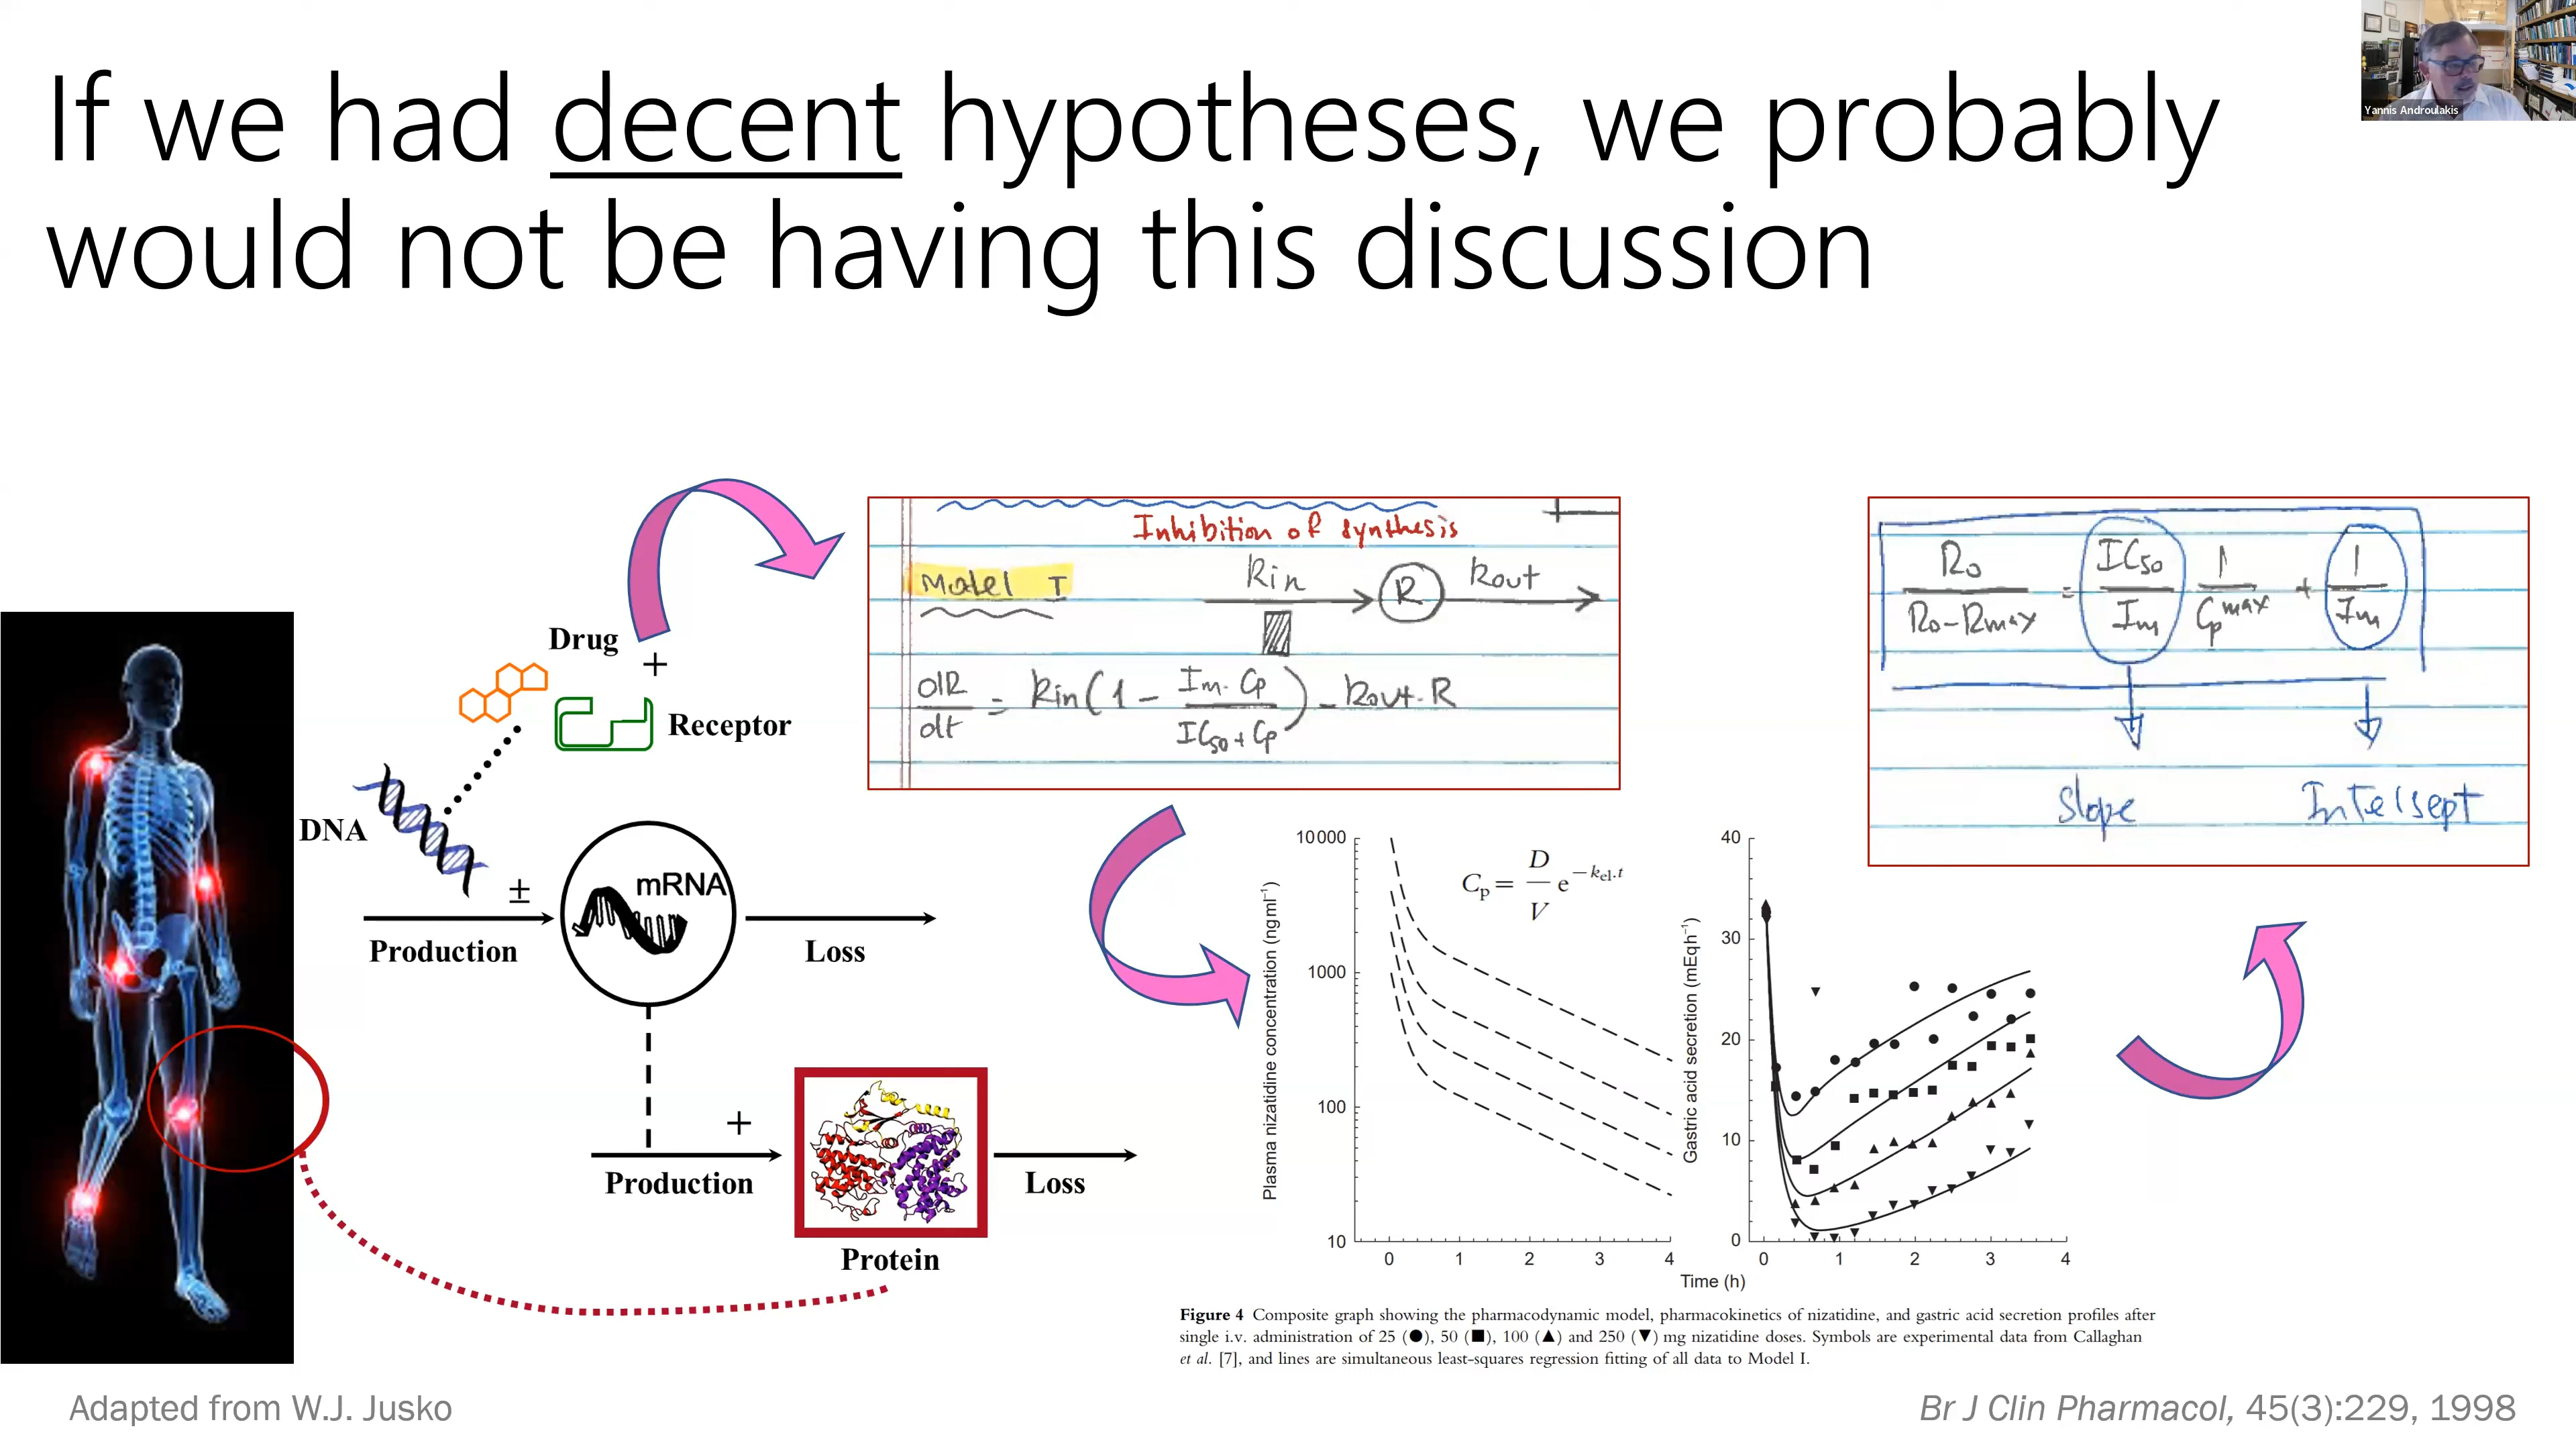 If we had decent hypotheses, we probably
would not be having this discussion
Yannis Androulakis
Drug
+
Receptor
DNA
±
mRNA
Production
Loss
+
Production
Loss
Protein
Inhibition of synthesis
Model I
Kin
R
Kout
dR/dt = Kin(1 - Im·Cp/(IC50 + Cp)) - Kout·R
R0/(R0-Rmax) = IC50/Im 1/Cp^max + 1/Im
Slope
Intersept
Plasma nizatidine concentration (ng ml⁻¹)
10000
1000
100
10
0 1 2 3 4
Cp = D/V e^−kel.t
Gastric acid secretion (mEqh⁻¹)
40
30
20
10
0
0 1 2 3 4
Time (h)
Figure 4 Composite graph showing the pharmacodynamic model, pharmacokinetics of nizatidine, and gastric acid secretion profiles after
single i.v. administration of 25 (●), 50 (■), 100 (▲) and 250 (▼) mg nizatidine doses. Symbols are experimental data from Callaghan
et al. [7], and lines are simultaneous least-squares regression fitting of all data to Model I.
Adapted from W.J. Jusko
Br J Clin Pharmacol, 45(3):229, 1998